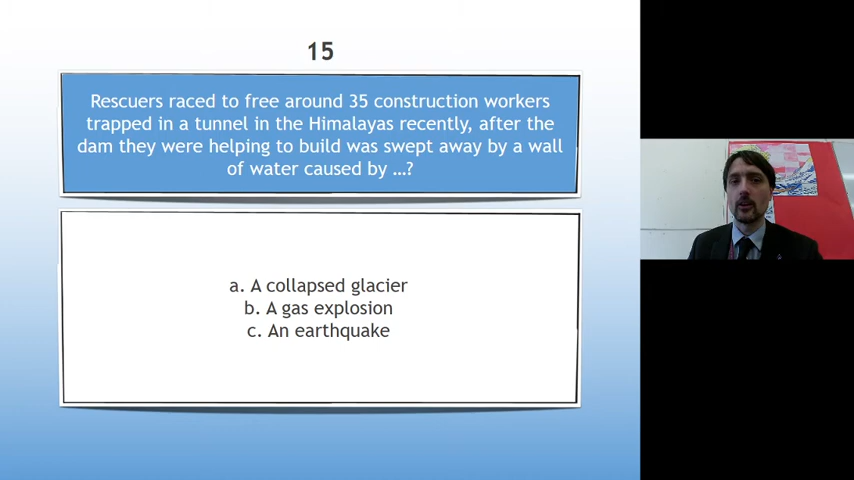 15
Rescuers raced to free around 35 construction workers
trapped in a tunnel in the Himalayas recently, after the
dam they were helping to build was swept away by a wall
of water caused by ...?
a. A collapsed glacier
b. A gas explosion
c. An earthquake